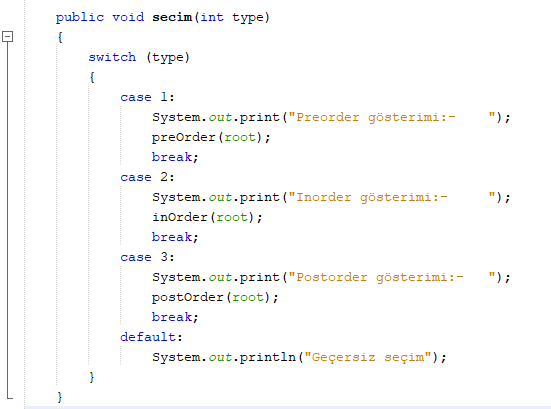 public void secim(int type)
{
switch (type)
{
case 1:
System.out.print("Preorder gösterimi:-    ");
preOrder(root);
break;
case 2:
System.out.print("Inorder gösterimi:-     ");
inOrder(root);
break;
case 3:
System.out.print("Postorder gösterimi:-   ");
postOrder(root);
break;
default:
System.out.println("Geçersiz seçim");
}
}